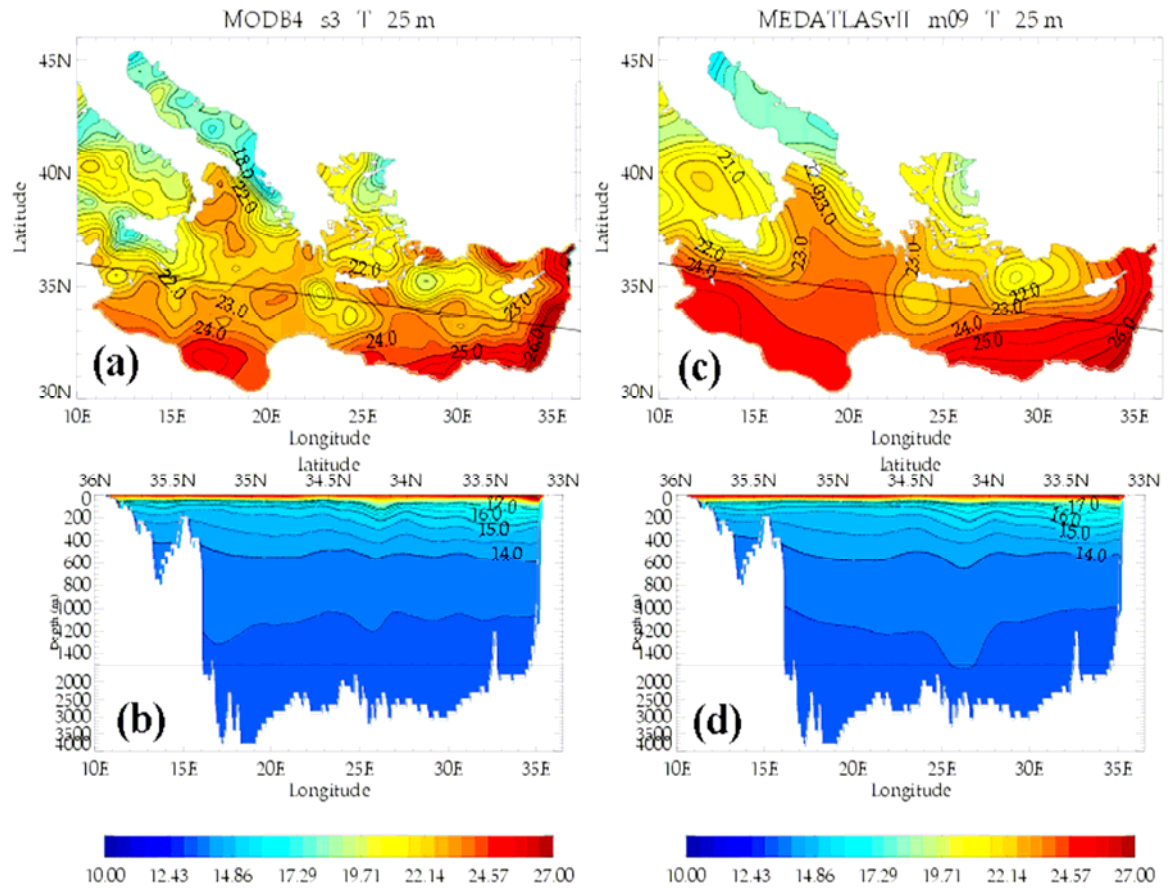 MODB4 s3 T 25 m
45N
40N
35N
30N
Latitude
18.0
22.0
22.0
22.0
23.0
24.0
24.0
25.0
25.0
26.0
(a)
10E 15E 20E 25E 30E 35E
Longitude
MEDATLASvII m09 T 25 m
45N
40N
35N
30N
Latitude
21.0
23.0
22.0
24.0
23.0
23.0
22.0
23.0
24.0
25.0
26.0
(c)
10E 15E 20E 25E 30E 35E
Longitude
latitude
36N 35.5N 35N 34.5N 34N 33.5N 33N
0
200
400
600
800
1000
1200
1400
2000
2500
3000
3500
4000
17.0
16.0
15.0
14.0
(b)
10E 15E 20E 25E 30E 35E
Longitude
latitude
36N 35.5N 35N 34.5N 34N 33.5N 33N
0
200
400
600
800
1000
1200
1400
2000
2500
3000
3500
4000
17.0
16.0
15.0
14.0
(d)
10E 15E 20E 25E 30E 35E
Longitude
10.00 12.43 14.86 17.29 19.71 22.14 24.57 27.00
10.00 12.43 14.86 17.29 19.71 22.14 24.57 27.00